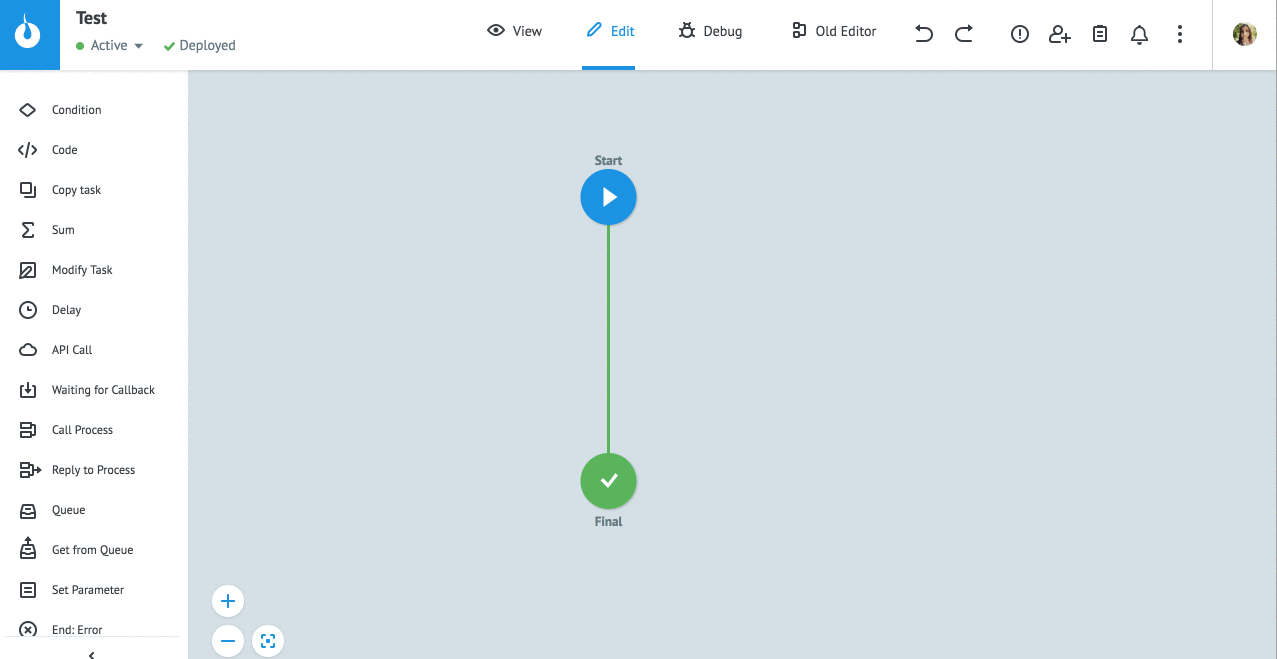 Test
Active
Deployed
View
Edit
Debug
Old Editor
Condition
Code
Copy task
Sum
Modify Task
Delay
API Call
Waiting for Callback
Call Process
Reply to Process
Queue
Get from Queue
Set Parameter
End: Error
Start
Final